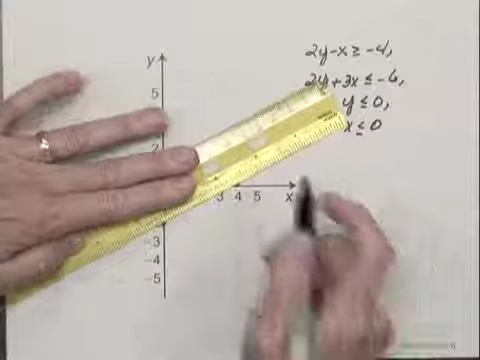 2y-x ≥ -4,
2y+3x ≤ -6,
y ≤ 0,
x ≤ 0
y
5
2
3 4 5 x
-3
-4
-5